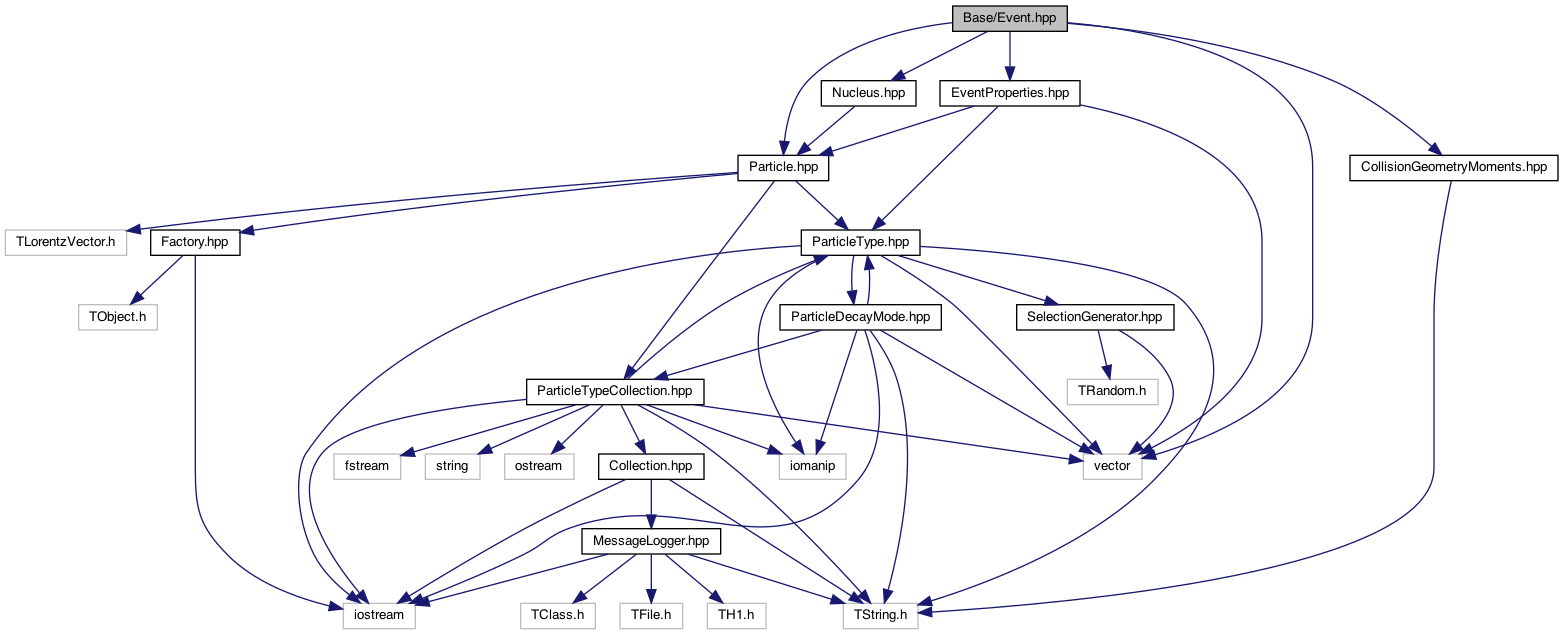 Base/Event.hpp
Nucleus.hpp
EventProperties.hpp
Particle.hpp
CollisionGeometryMoments.hpp
TLorentzVector.h
Factory.hpp
ParticleType.hpp
TObject.h
ParticleDecayMode.hpp
SelectionGenerator.hpp
ParticleTypeCollection.hpp
TRandom.h
fstream
string
ostream
Collection.hpp
iomanip
vector
MessageLogger.hpp
iostream
TClass.h
TFile.h
TH1.h
TString.h